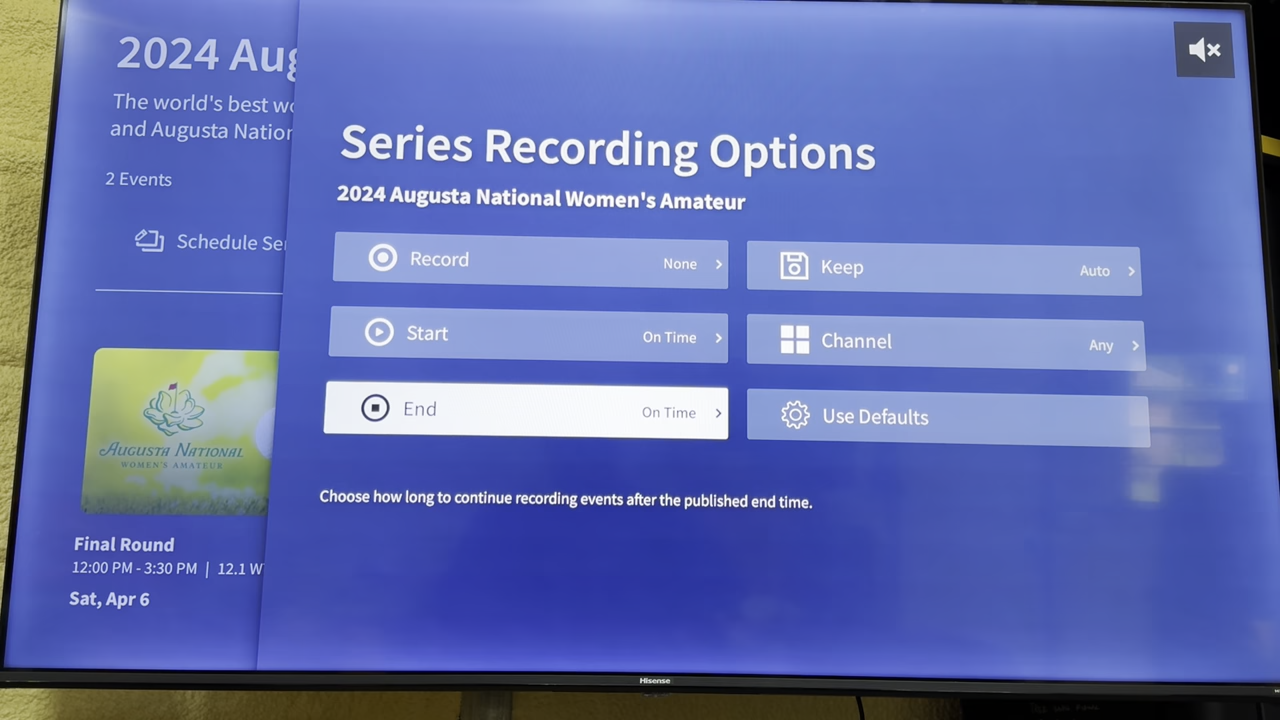 2024 Aug
The world's best wo
and Augusta Nation
2 Events
Schedule Se
Augusta National
WOMEN'S AMATEUR
Final Round
12:00 PM - 3:30 PM | 12.1 W
Sat, Apr 6
Series Recording Options
2024 Augusta National Women's Amateur
Record None
Keep Auto
Start On Time
Channel Any
End On Time
Use Defaults
Choose how long to continue recording events after the published end time.
Hisense